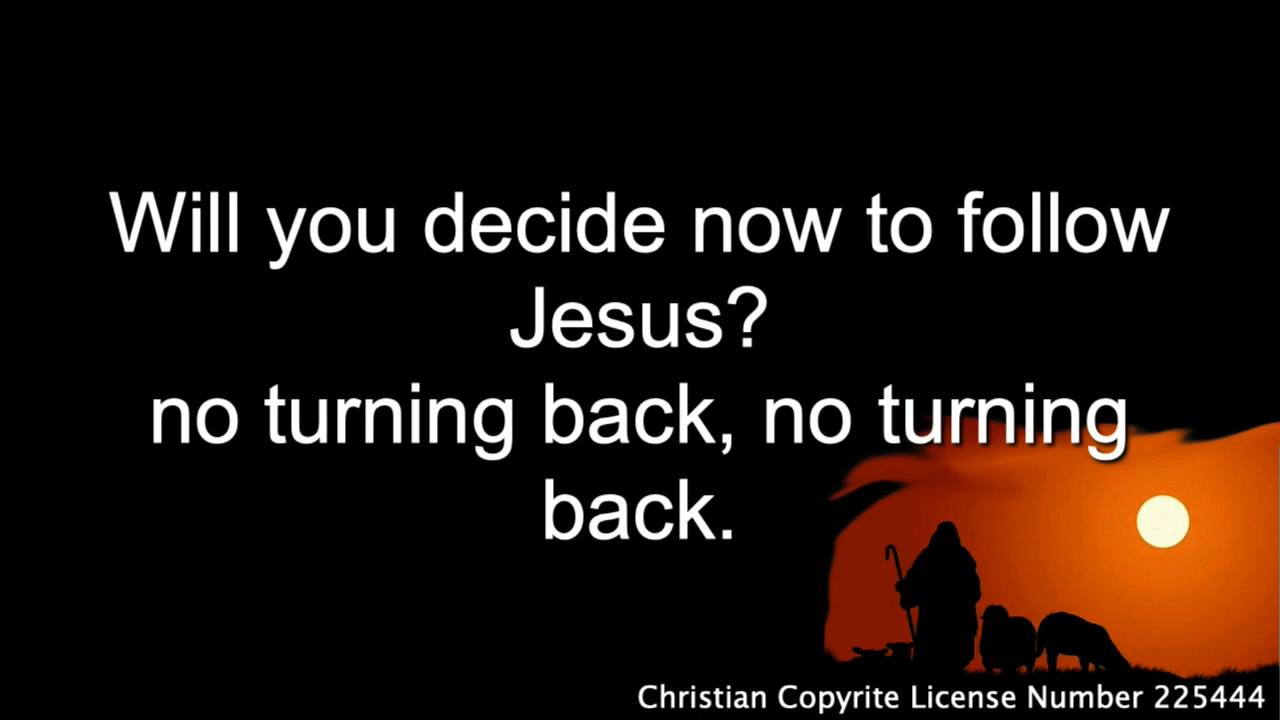 Will you decide now to follow
Jesus?
no turning back, no turning
back.
Christian Copyrite License Number 225444